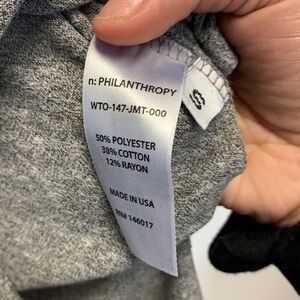 n: PHILANTHROPY
WTO-147-JMT-000
50% POLYESTER
38% COTTON
12% RAYON
MADE IN USA
RN# 146017
S